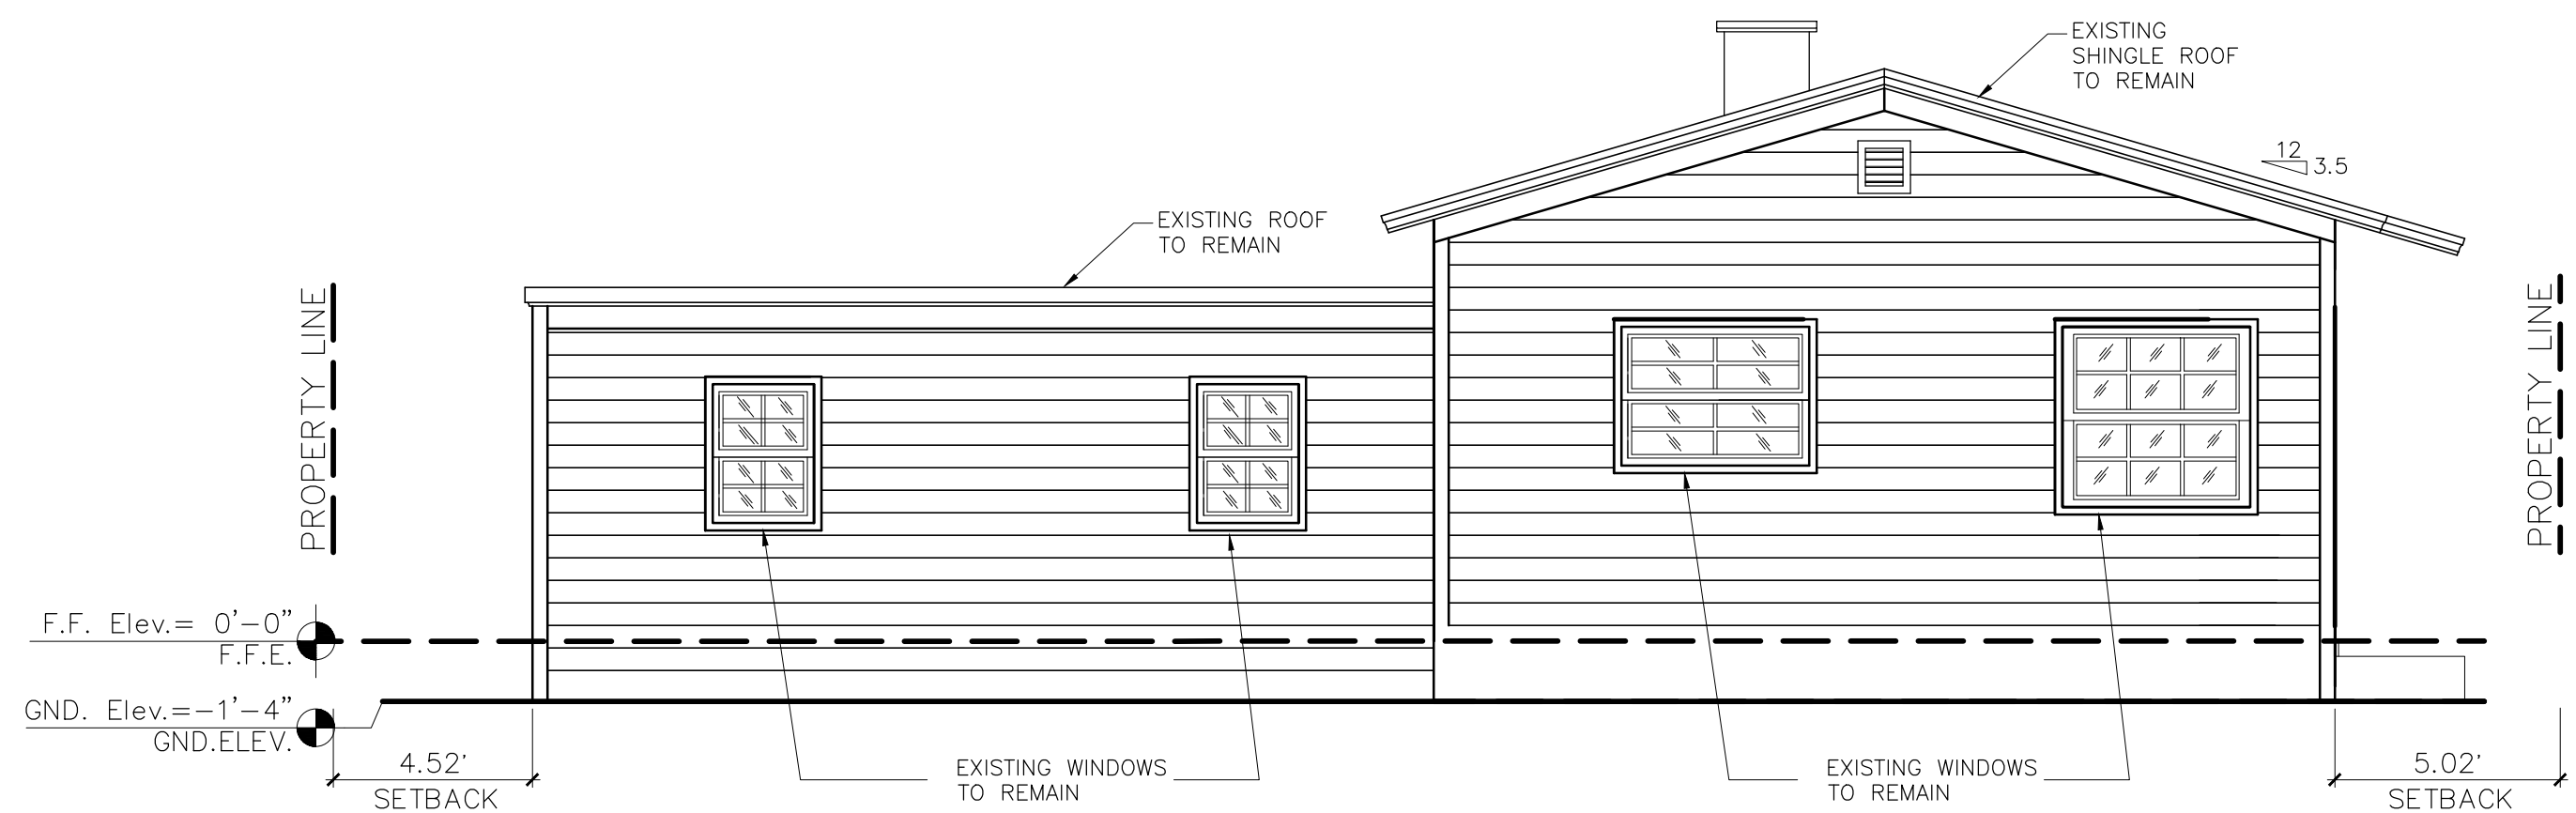 EXISTING
SHINGLE ROOF
TO REMAIN
12
3.5
EXISTING ROOF
TO REMAIN
PROPERTY LINE
PROPERTY LINE
F.F. Elev.= 0'-0"
F.F.E.
GND. Elev.=-1'-4"
GND.ELEV.
4.52'
SETBACK
EXISTING WINDOWS
TO REMAIN
EXISTING WINDOWS
TO REMAIN
5.02'
SETBACK